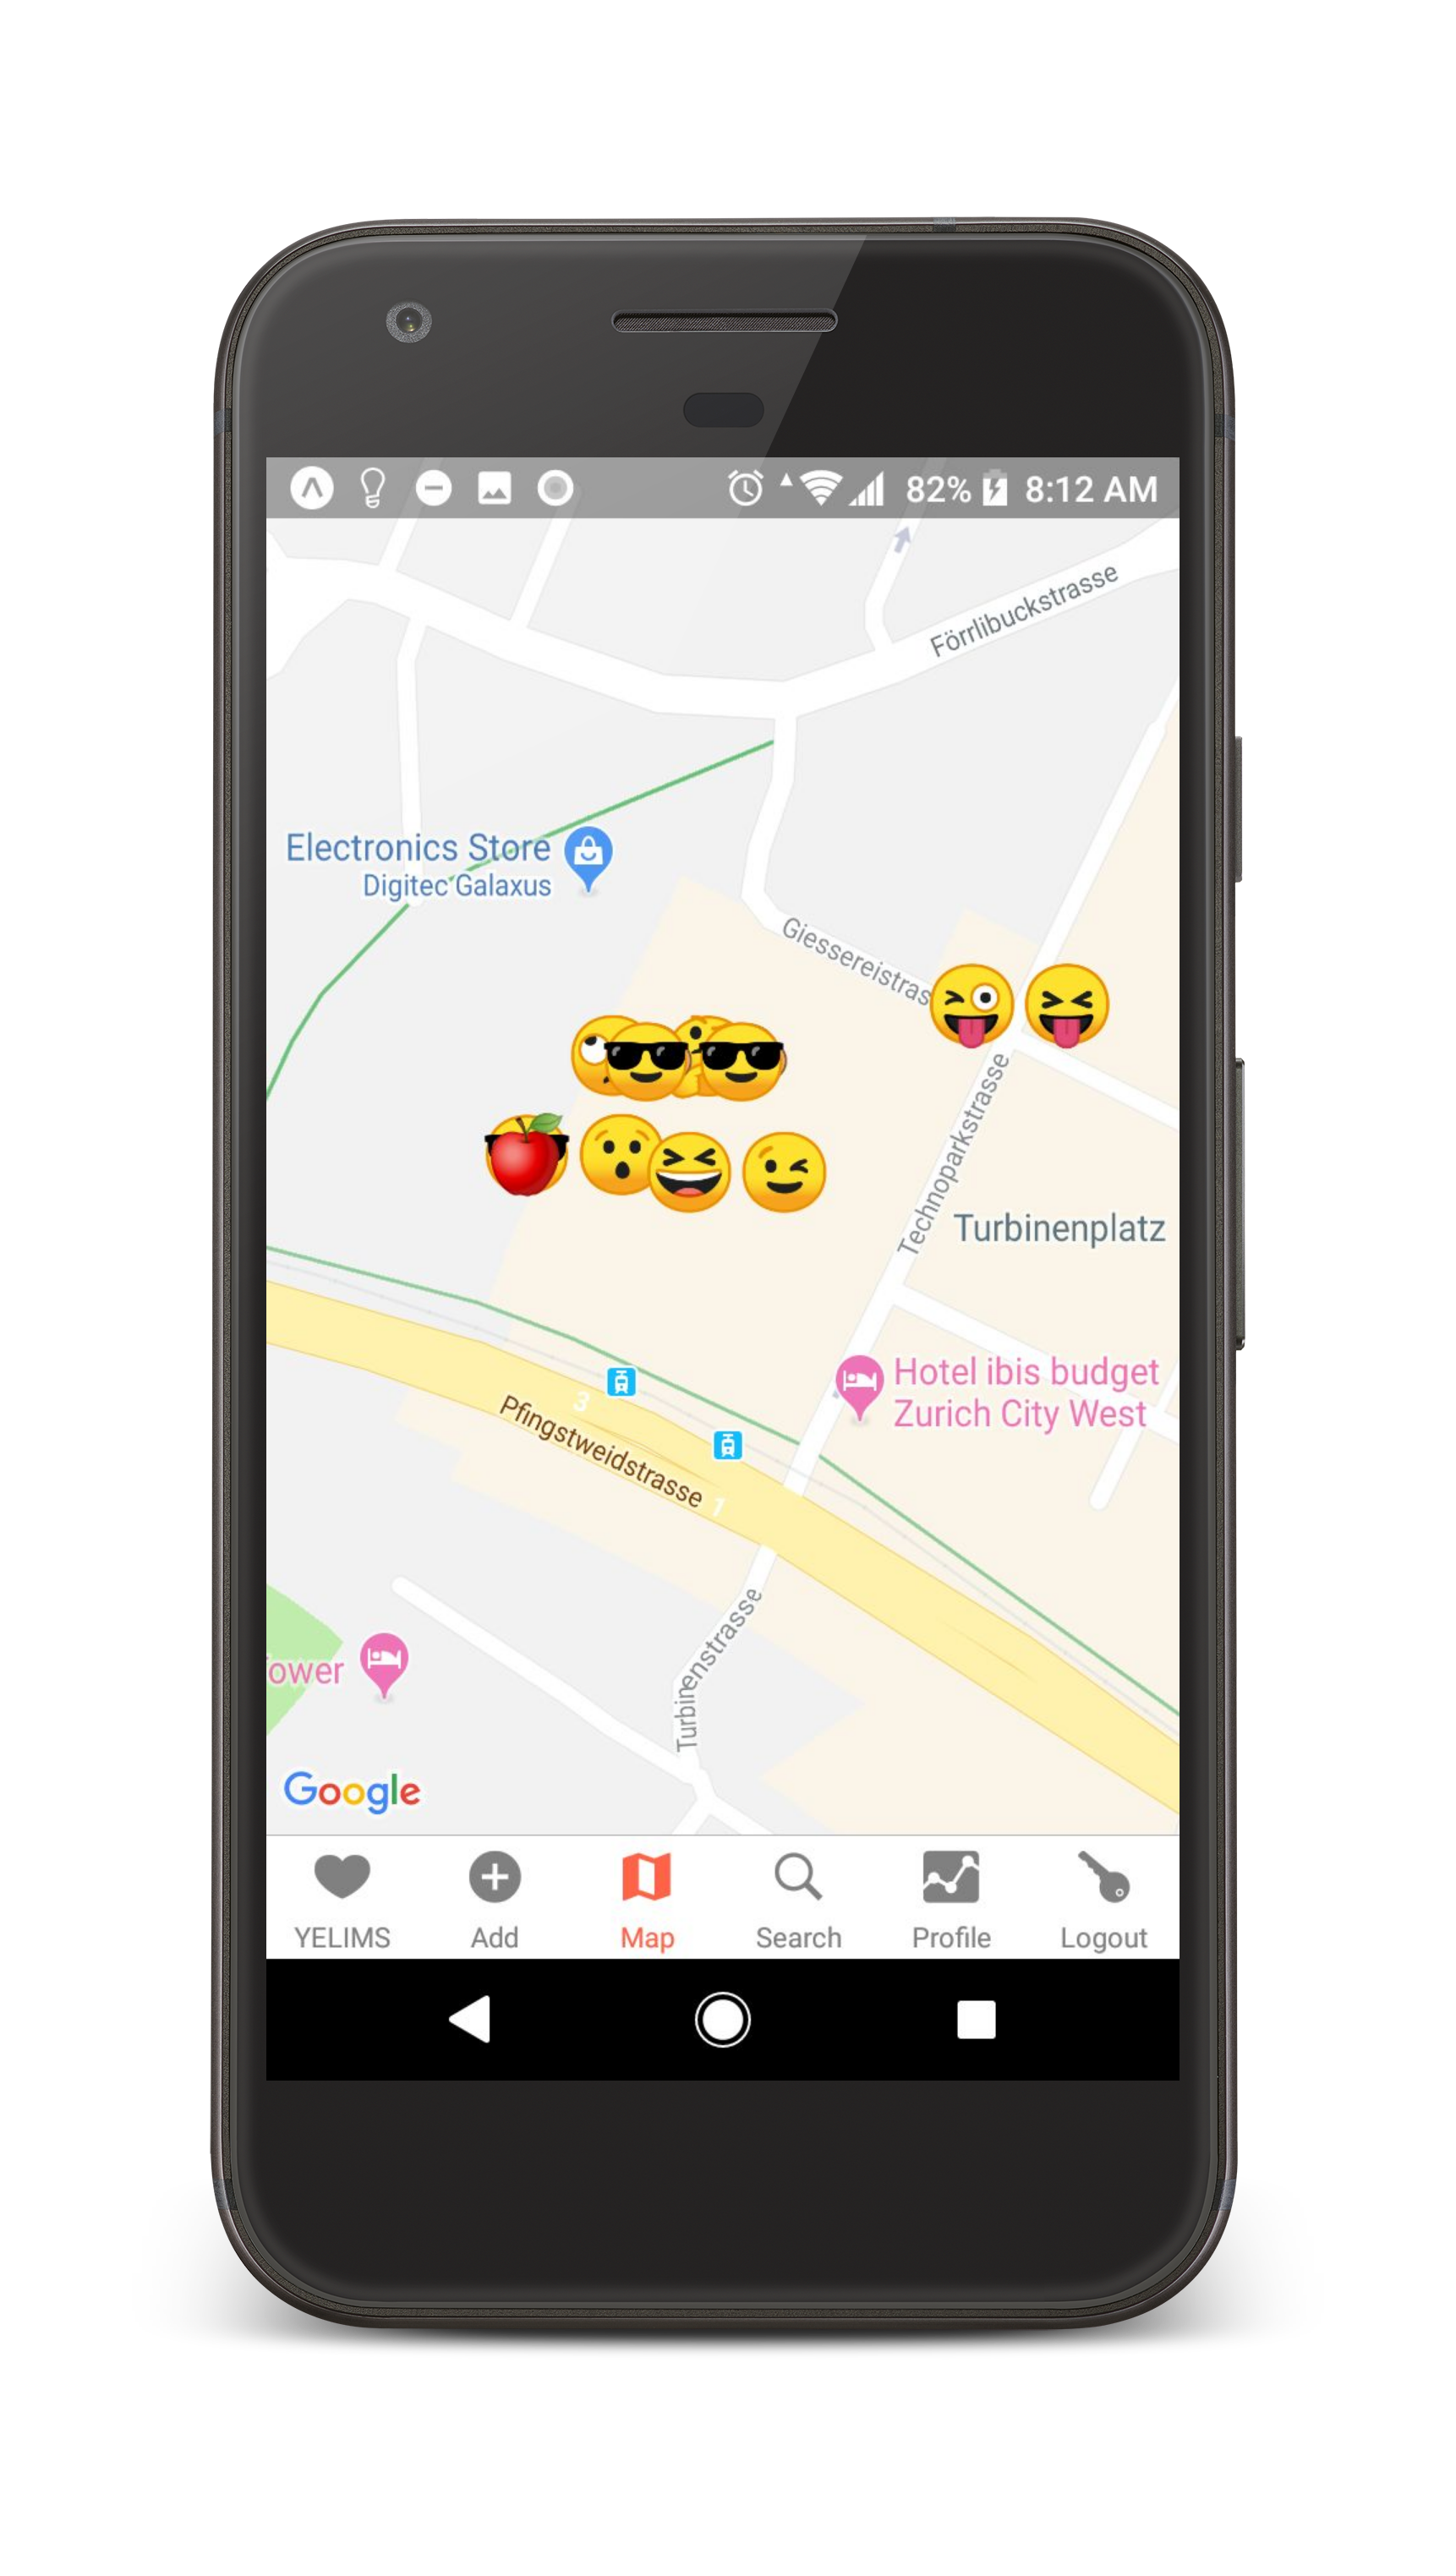 82% 8:12 AM
Förrlibuckstrasse
Electronics Store
Digitec Galaxus
Giessereistras
Technoparkstrasse
Turbinenplatz
Hotel ibis budget
Zurich City West
3
Pfingstweidstrasse 1
Turbinenstrasse
ower
Google
YELIMS Add Map Search Profile Logout